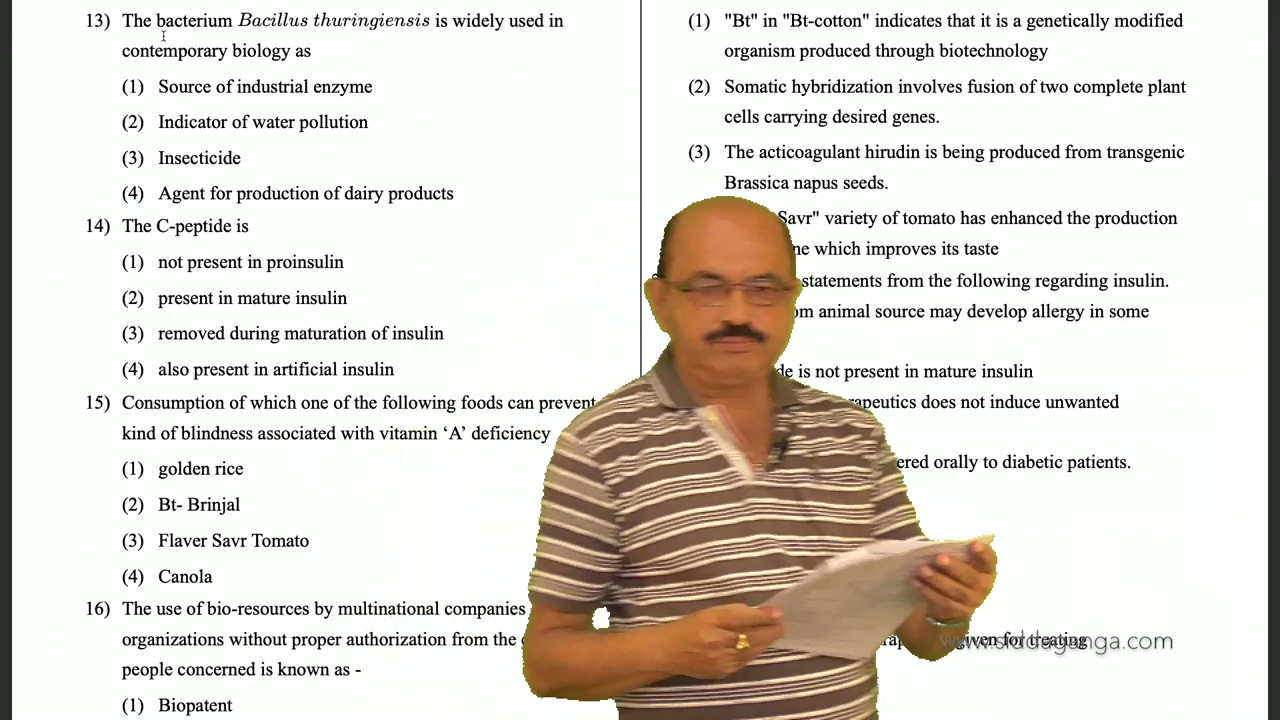 13) The bacterium Bacillus thuringiensis is widely used in
contemporary biology as
(1) Source of industrial enzyme
(2) Indicator of water pollution
(3) Insecticide
(4) Agent for production of dairy products
14) The C-peptide is
(1) not present in proinsulin
(2) present in mature insulin
(3) removed during maturation of insulin
(4) also present in artificial insulin
15) Consumption of which one of the following foods can prevent
kind of blindness associated with vitamin ‘A’ deficiency
(1) golden rice
(2) Bt- Brinjal
(3) Flaver Savr Tomato
(4) Canola
16) The use of bio-resources by multinational companies
organizations without proper authorization from the
people concerned is known as -
(1) Biopatent
(1) "Bt" in "Bt-cotton" indicates that it is a genetically modified
organism produced through biotechnology
(2) Somatic hybridization involves fusion of two complete plant
cells carrying desired genes.
(3) The acticoagulant hirudin is being produced from transgenic
Brassica napus seeds.
Savr" variety of tomato has enhanced the production
which improves its taste
statements from the following regarding insulin.
animal source may develop allergy in some
is not present in mature insulin
does not induce unwanted
orally to diabetic patients.
given for treating
www.siddaganga.com